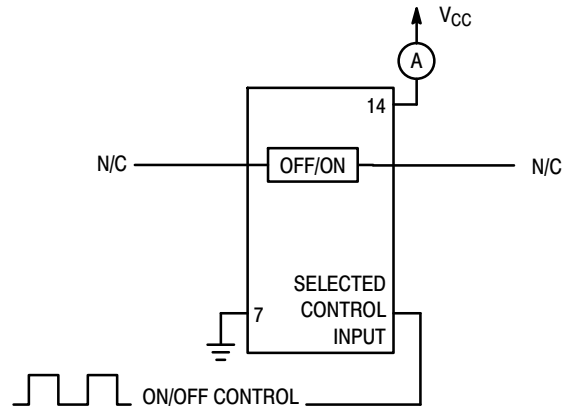 VCC
A
14
N/C
OFF/ON
N/C
7
SELECTED
CONTROL
INPUT
ON/OFF CONTROL